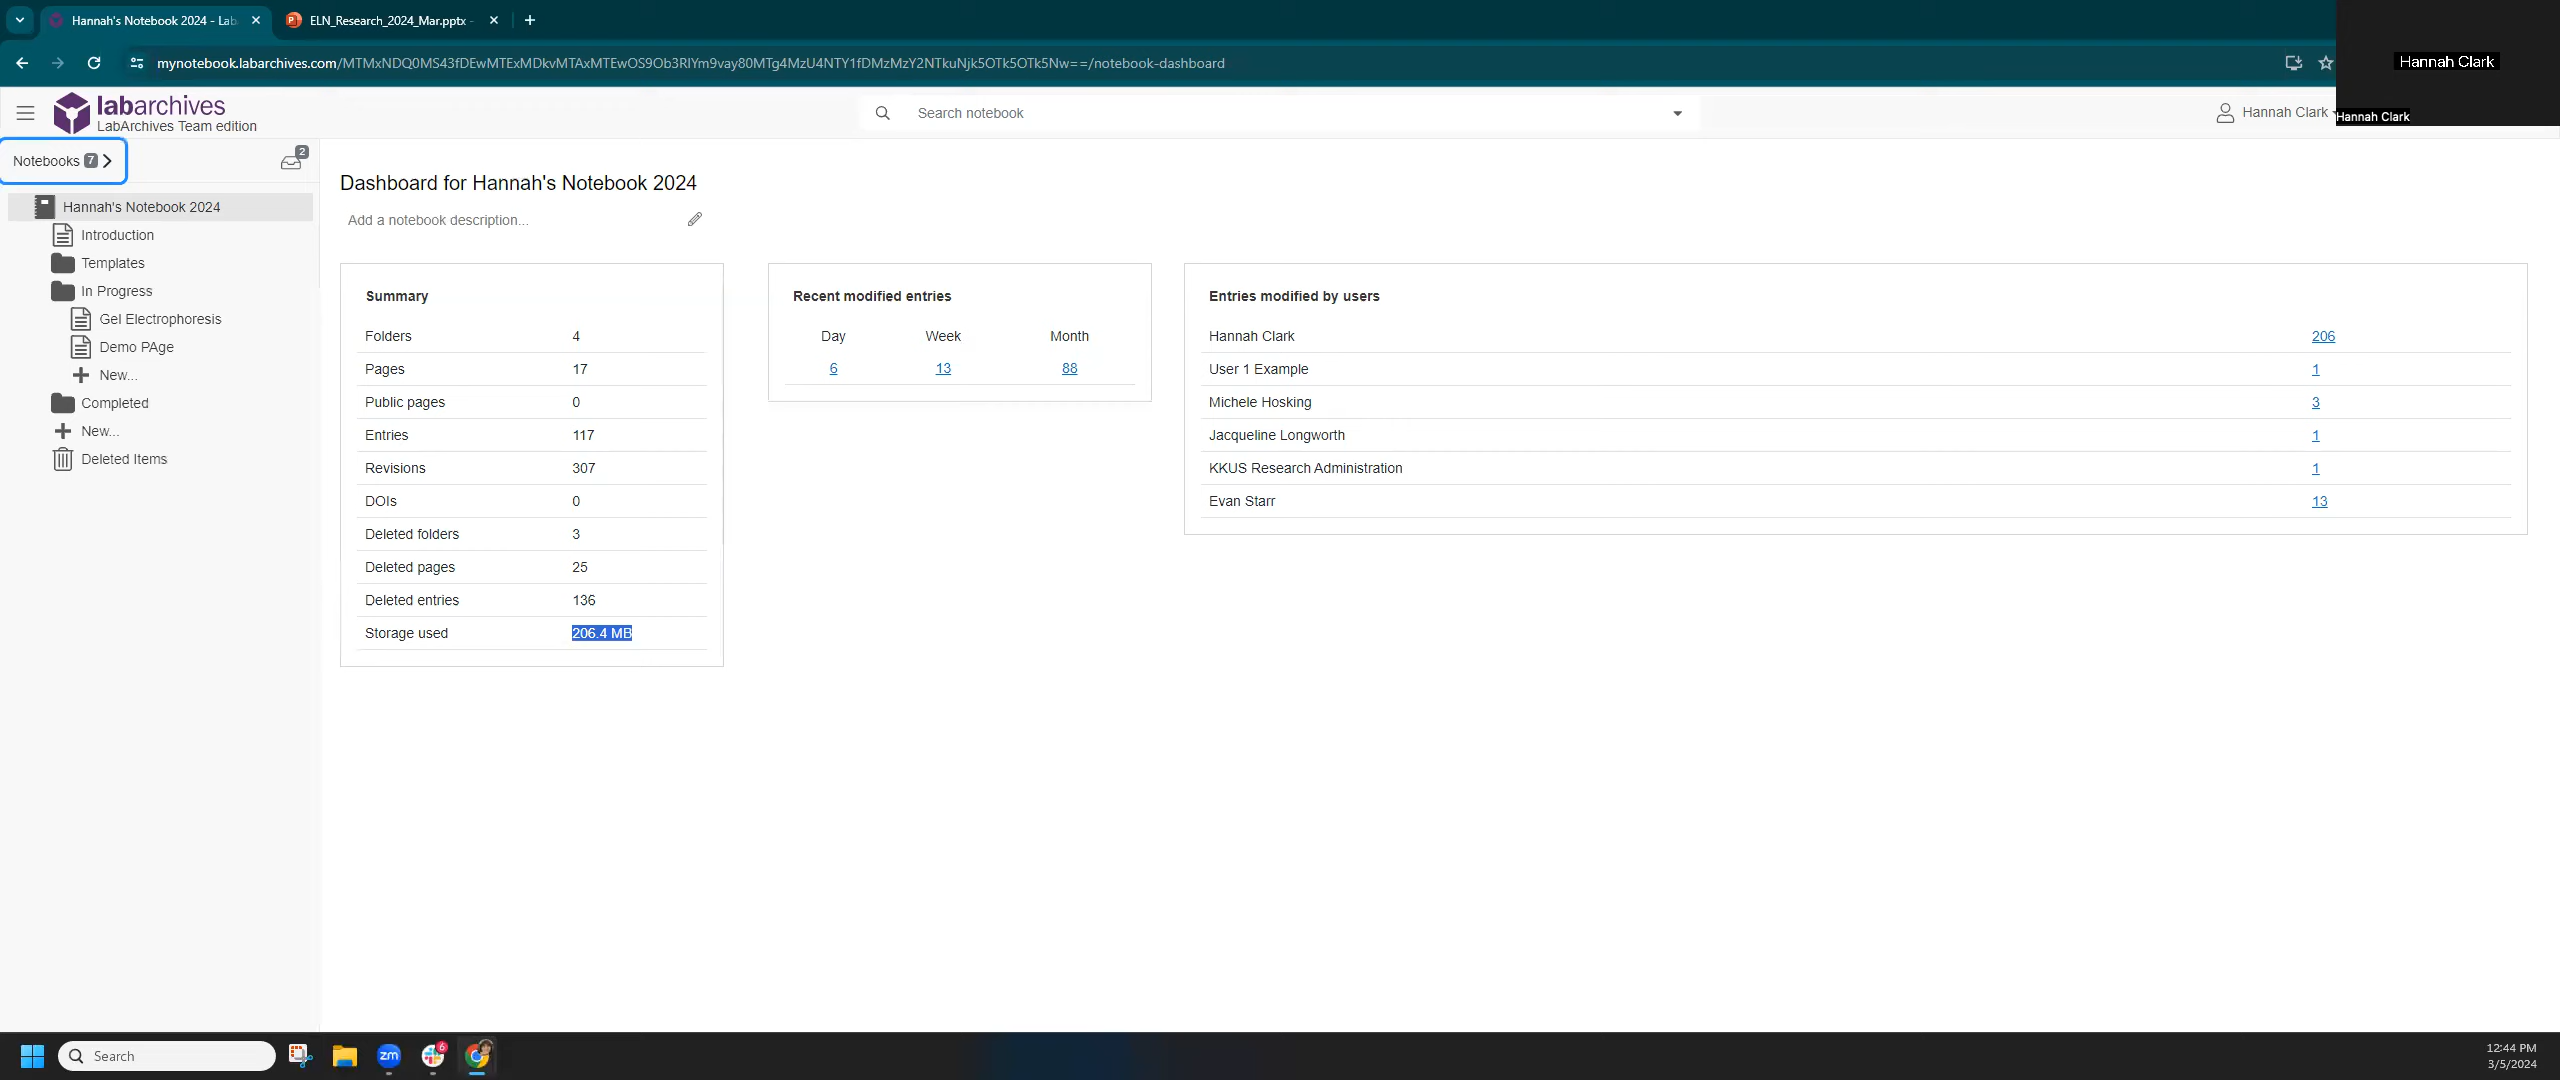 Hannah's Notebook 2024 - Lab
ELN_Research_2024_Mar.pptx -
mynotebook.labarchives.com/MTMxNDQ0MS43fDEwMTExMDkvMTAxMTEwOS9Ob3RlYm9vay80MTg4MzU4NTY1fDMzMzY2NTkuNjk5OTk5OTk5Nw==/notebook-dashboard
Hannah Clark
Hannah Clark
labarchives
LabArchives Team edition
Search notebook
Hannah Clark
Notebooks 7
2
Hannah's Notebook 2024
Introduction
Templates
In Progress
Gel Electrophoresis
Demo PAge
New...
Completed
New...
Deleted Items
Dashboard for Hannah's Notebook 2024
Add a notebook description...
Summary
Folders 4
Pages 17
Public pages 0
Entries 117
Revisions 307
DOIs 0
Deleted folders 3
Deleted pages 25
Deleted entries 136
Storage used 206.4 MB
Recent modified entries
Day Week Month
6 13 88
Entries modified by users
Hannah Clark 206
User 1 Example 1
Michele Hosking 3
Jacqueline Longworth 1
KKUS Research Administration 1
Evan Starr 13
Search
zm
6
12:44 PM
3/5/2024